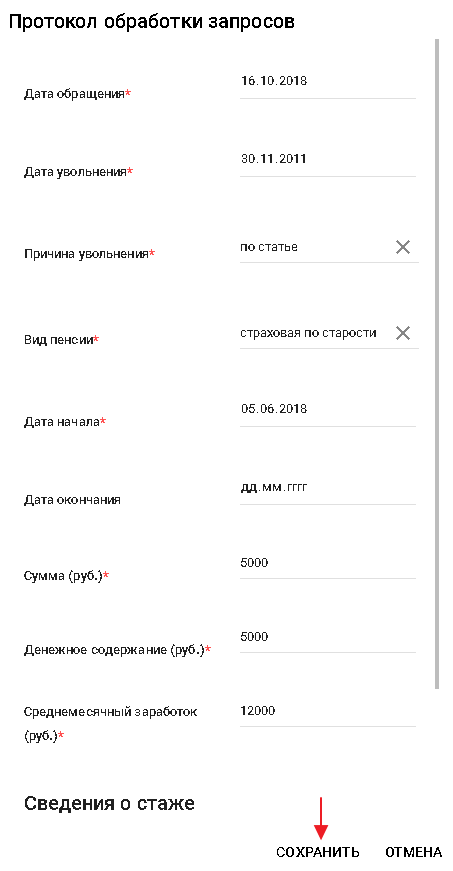 Протокол обработки запросов
Дата обращения*
16.10.2018
Дата увольнения*
30.11.2011
Причина увольнения*
по статье
Вид пенсии*
страховая по старости
Дата начала*
05.06.2018
Дата окончания
дд.мм.гггг
Сумма (руб.)*
5000
Денежное содержание (руб.)*
5000
Среднемесячный заработок
(руб.)*
12000
Сведения о стаже
СОХРАНИТЬ ОТМЕНА